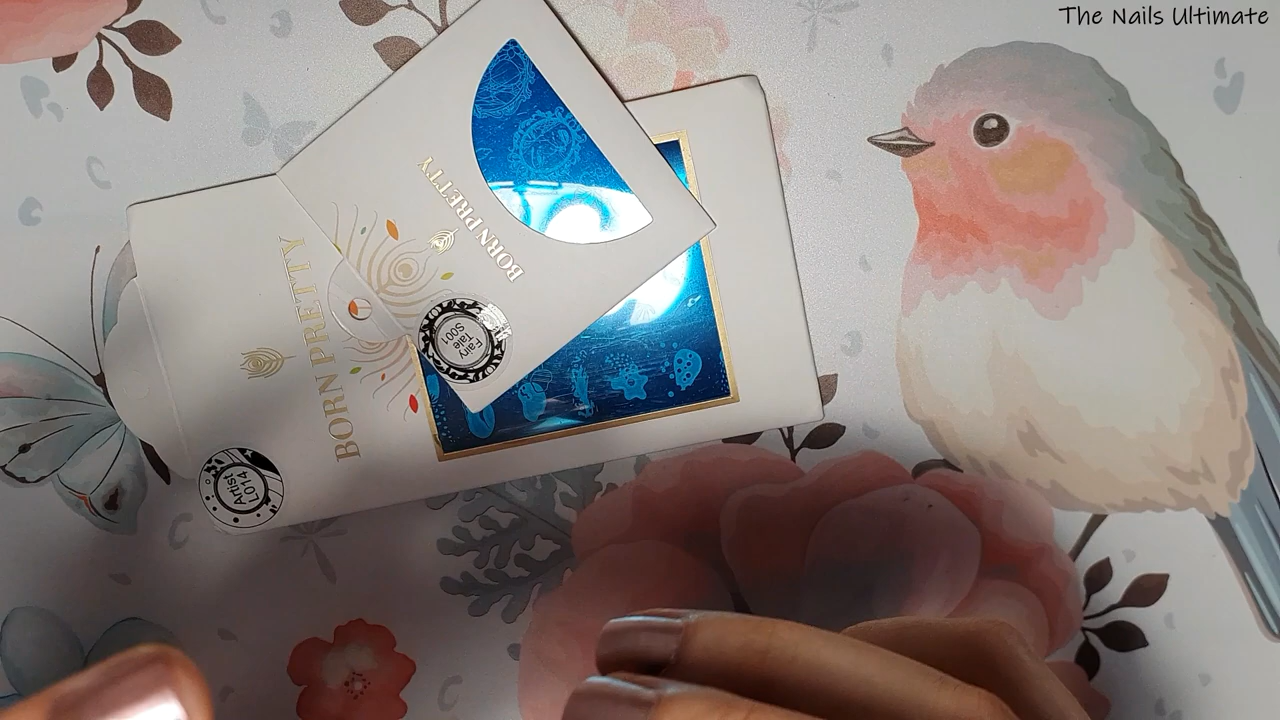 The Nails Ultimate
BORN PRETTY
Fairy
Tale
S001
BORN PRETTY
Artist
L014